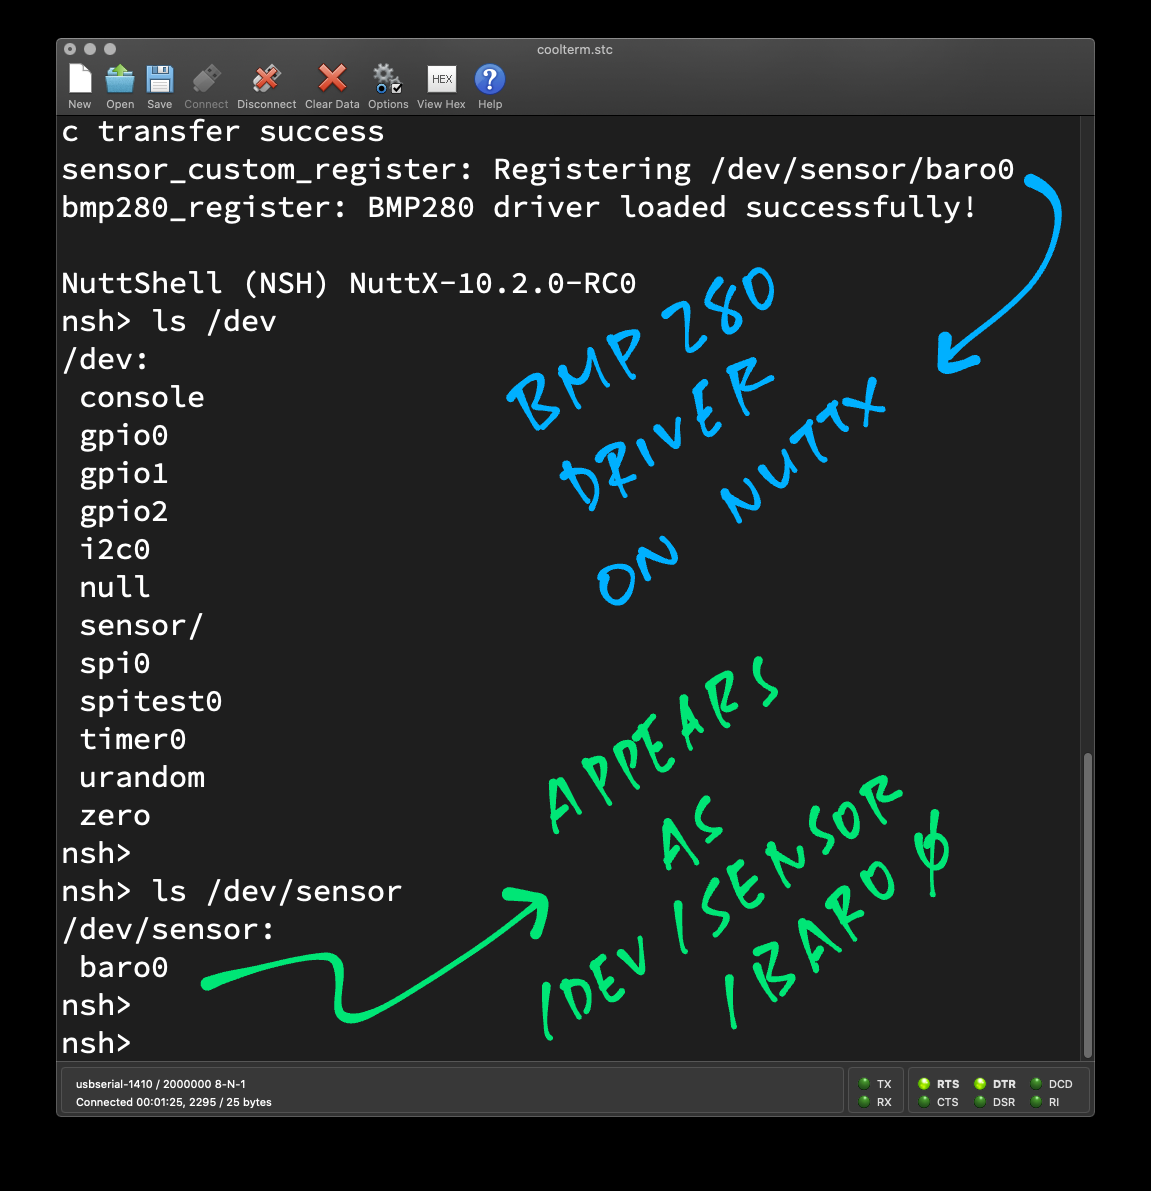 coolterm.stc
New Open Save Connect Disconnect Clear Data Options View Hex Help
HEX
?
c transfer success
sensor_custom_register: Registering /dev/sensor/baro0
bmp280_register: BMP280 driver loaded successfully!
NuttShell (NSH) NuttX-10.2.0-RC0
nsh> ls /dev
/dev:
console
gpio0
gpio1
gpio2
i2c0
null
sensor/
spi0
spitest0
timer0
urandom
zero
nsh>
nsh> ls /dev/sensor
/dev/sensor:
baro0
nsh>
nsh>
BMP 280
DRIVER
ON NUTTX
APPEARS
AS
/DEV/SENSOR
/BARO0
usbserial-1410 / 2000000 8-N-1
Connected 00:01:25, 2295 / 25 bytes
TX RTS DTR DCD
RX CTS DSR RI